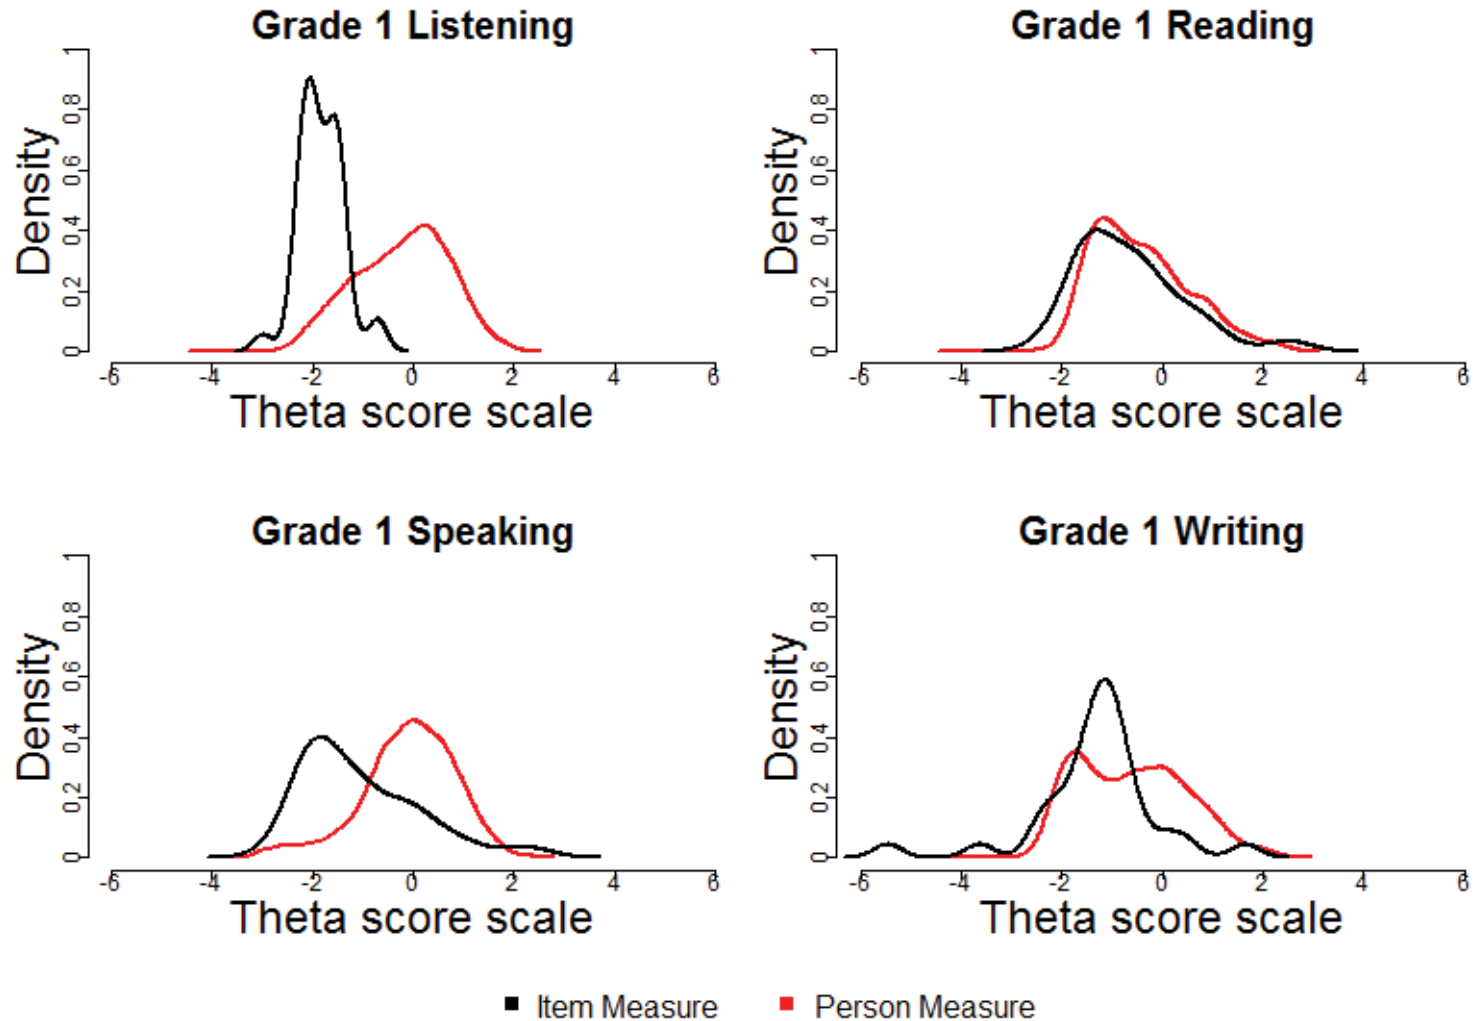 Grade 1 Listening
Density
0 0.2 0.4 0.6 0.8 1
-6 -4 -2 0 2 4 6
Theta score scale
Grade 1 Reading
Density
0 0.2 0.4 0.6 0.8 1
-6 -4 -2 0 2 4 6
Theta score scale
Grade 1 Speaking
Density
0 0.2 0.4 0.6 0.8 1
-6 -4 -2 0 2 4 6
Theta score scale
Grade 1 Writing
Density
0 0.2 0.4 0.6 0.8 1
-6 -4 -2 0 2 4 6
Theta score scale
Item Measure Person Measure